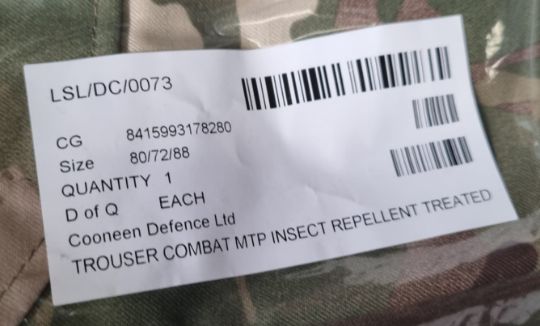 LSL/DC/0073
CG 8415993178280
Size 80/72/88
QUANTITY 1
D of Q EACH
Cooneen Defence Ltd
TROUSER COMBAT MTP INSECT REPELLENT TREATED